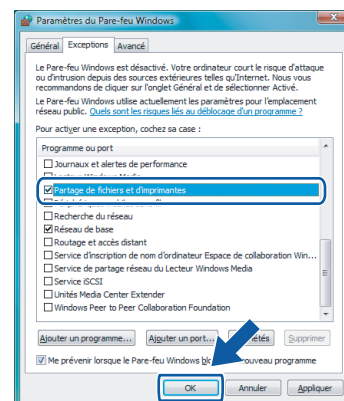 Paramètres du Pare-feu Windows
Général Exceptions Avancé
Le Pare-feu Windows est désactivé. Votre ordinateur court le risque d'attaque
ou d'intrusion depuis des sources extérieures telles qu'Internet. Nous vous
recommandons de cliquer sur l'onglet Général et de sélectionner Activé.
Le Pare-feu Windows utilise actuellement les paramètres pour l'emplacement
réseau public. Quels sont les risques liés au déblocage d'un programme ?
Pour activer une exception, cochez sa case :
Programme ou port
Journaux et alertes de performance
Partage de fichiers et d'imprimantes
Recherche du réseau
Réseau de base
Routage et accès distant
Service d'inscription de nom d'ordinateur Espace de collaboration Win...
Service de partage réseau du Lecteur Windows Media
Service iSCSI
Unités Media Center Extender
Windows Peer to Peer Collaboration Foundation
Ajouter un programme... Ajouter un port... Supprimer
Me prévenir lorsque le Pare-feu Windows programme
OK Annuler Appliquer